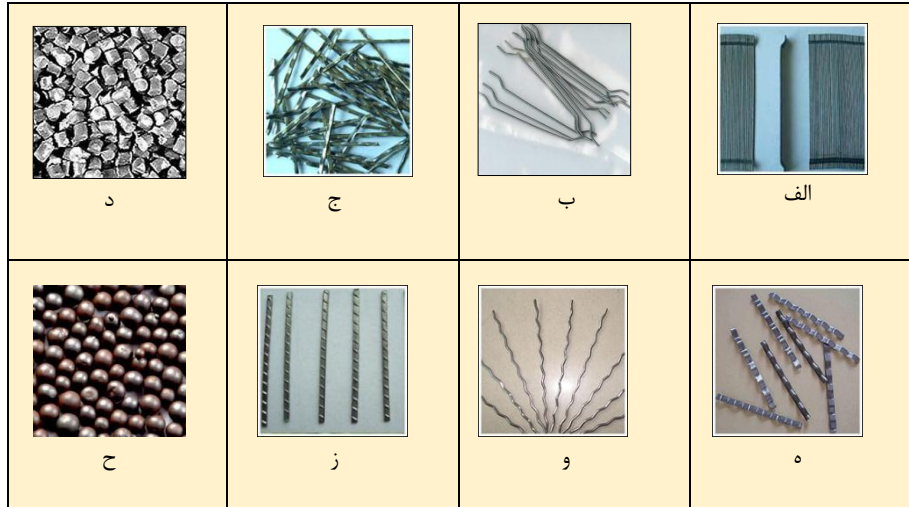 الف ب ج د
ه و ز ح